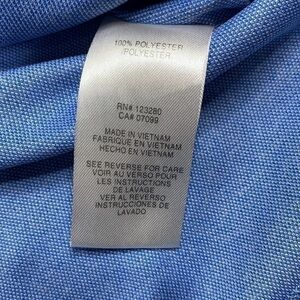 100% POLYESTER
/POLYESTER
RN# 123280
CA# 07099
MADE IN VIETNAM
FABRIQUE EN VIETNAM
HECHO EN VIETNAM
SEE REVERSE FOR CARE
VOIR AU VERSO POUR
LES INSTRUCTIONS
DE LAVAGE
VER AL REVERSO
INSTRUCCIONES DE
LAVADO